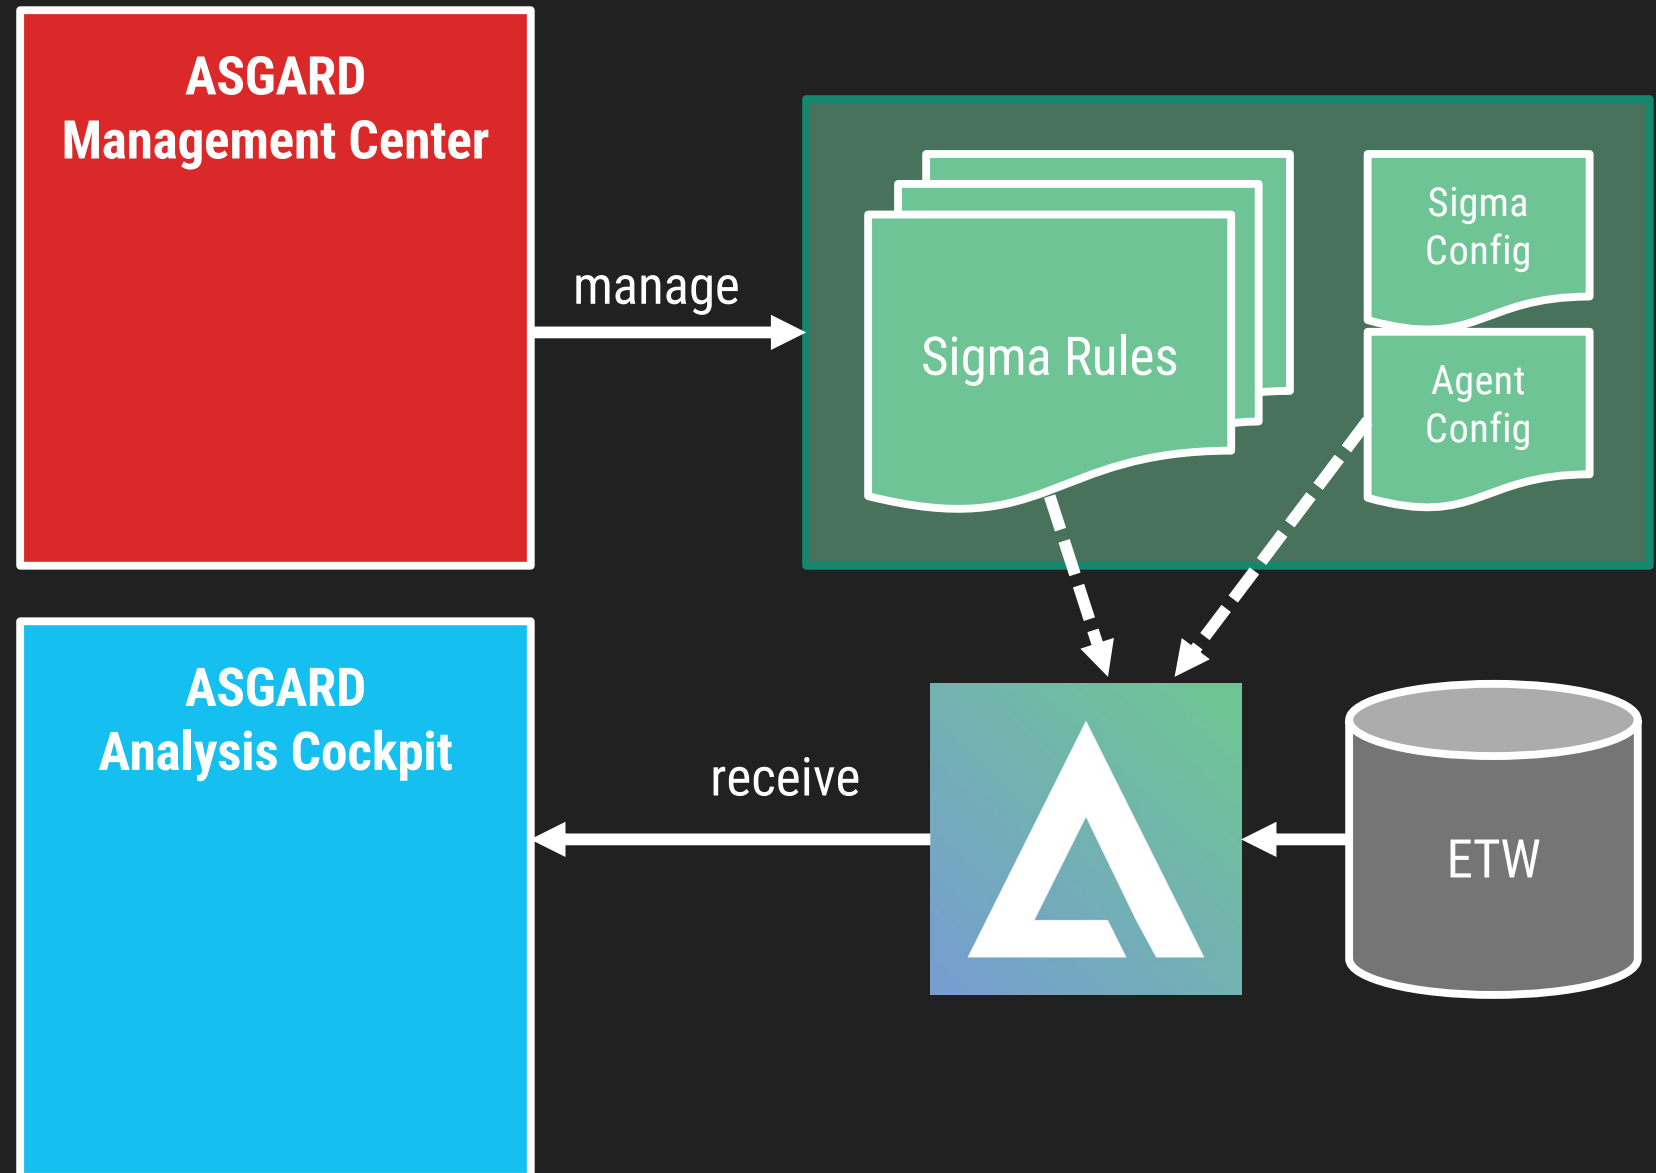 ASGARD
Management Center
manage
Sigma Rules
Sigma
Config
Agent
Config
ASGARD
Analysis Cockpit
receive
ETW